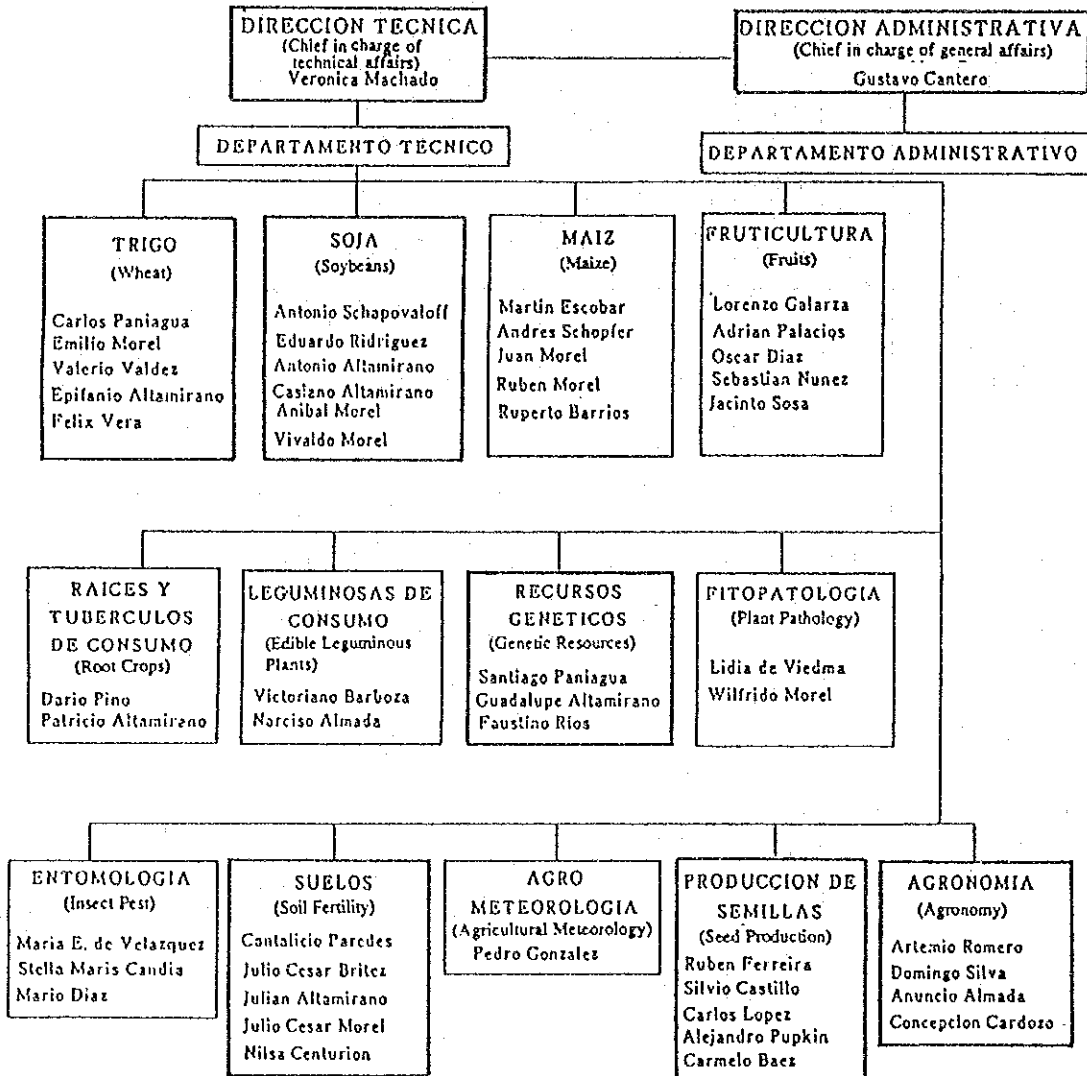 DIRECCION TECNICA
(Chief in charge of
technical affairs)
Veronica Machado
DIRECCION ADMINISTRATIVA
(Chief in charge of general affairs)
Gustavo Cantero
DEPARTAMENTO TECNICO
DEPARTAMENTO ADMINISTRATIVO
TRIGO
(Wheat)
Carlos Paniagua
Emilio Morel
Valerio Valdez
Epifanio Altamirano
Felix Vera
SOJA
(Soybeans)
Antonio Schapovaloff
Eduardo Ridriguez
Antonio Altamirano
Casiano Altamirano
Anibal Morel
Vivaldo Morel
MAIZ
(Maize)
Martin Escobar
Andres Schopfer
Juan Morel
Ruben Morel
Ruperto Barrios
FRUTICULTURA
(Fruits)
Lorenzo Galarza
Adrian Palacios
Oscar Diaz
Sebastian Nunez
Jacinto Sosa
RAICES Y
TUBERCULOS
DE CONSUMO
(Root Crops)
Dario Pino
Patricio Altamirano
LEGUMINOSAS DE
CONSUMO
(Edible Leguminous
Plants)
Victoriano Barboza
Narciso Almada
RECURSOS
GENETICOS
(Genetic Resources)
Santiago Paniagua
Guadalupe Altamirano
Faustino Rios
FITOPATOLOGIA
(Plant Pathology)
Lidia de Viedma
Wilfrido Morel
ENTOMOLOGIA
(Insect Pest)
Maria E. de Velazquez
Stella Maris Candia
Mario Diaz
SUELOS
(Soil Fertility)
Cantalicio Paredes
Julio Cesar Britez
Julian Altamirano
Julio Cesar Morel
Nilsa Centurion
AGRO
METEOROLOGIA
(Agricultural Meteorology)
Pedro Gonzalez
PRODUCCION DE
SEMILLAS
(Seed Production)
Ruben Ferreira
Silvio Castillo
Carlos Lopez
Alejandro Pupkin
Carmelo Baez
AGRONOMIA
(Agronomy)
Artemio Romero
Domingo Silva
Anuncio Almada
Concepcion Cardozo